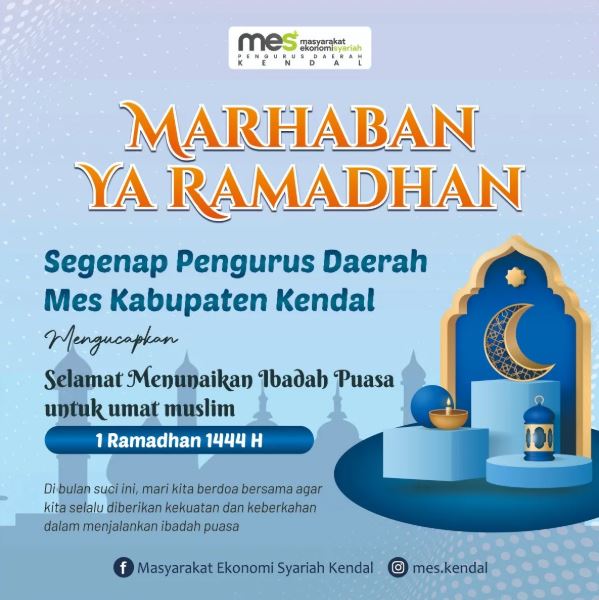 mes masyarakat
ekonomi syariah
PENGURUS DAERAH
KENDAL
MARHABAN
YA RAMADHAN
Segenap Pengurus Daerah
Mes Kabupaten Kendal
Mengucapkan
Selamat Menunaikan Ibadah Puasa
untuk umat muslim
1 Ramadhan 1444 H
Di bulan suci ini, mari kita berdoa bersama agar
kita selalu diberikan kekuatan dan keberkahan
dalam menjalankan ibadah puasa
Masyarakat Ekonomi Syariah Kendal mes.kendal